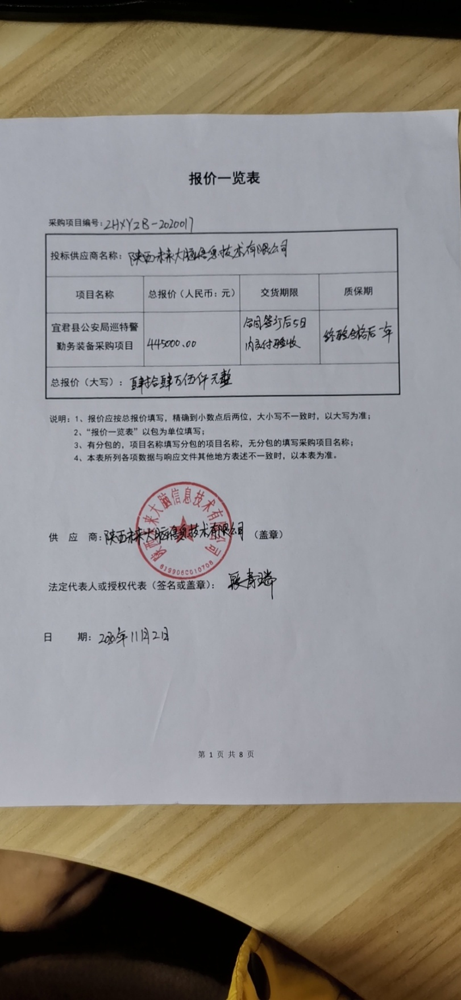 报价一览表
采购项目编号:ZHXYZB-2020017
投标供应商名称：陕西未来大脑信息技术有限公司
项目名称 总报价（人民币：元） 交货期限 质保期
宜君县公安局巡特警
勤务装备采购项目
445000.00
合同签订后5日
内交付验收
终验合格后一年
总报价（大写）：肆拾肆万伍仟元整
说明：1、报价应按总报价填写，精确到小数点后两位，大小写不一致时，以大写为准；
2、“报价一览表”以包为单位填写；
3、有分包的，项目名称填写分包的项目名称，无分包的填写采购项目名称；
4、本表所列各项数据与响应文件其他地方表述不一致时，以本表为准。
陕西未来大脑信息技术有限公司
6199060010708
供 应 商：陕西未来大脑信息技术有限公司（盖章）
法定代表人或授权代表（签名或盖章）：
日 期：2020年11月2日
第 1 页 共 8 页